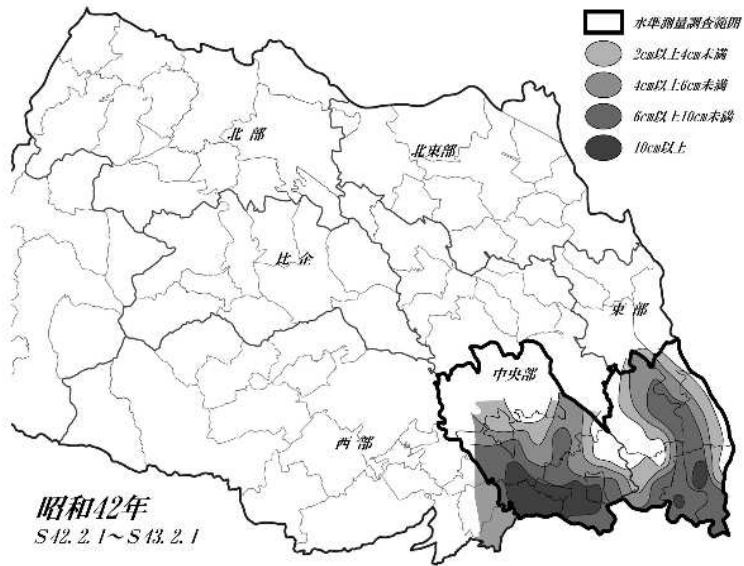 水準測量調査範囲
2cm以上4cm未満
4cm以上6cm未満
6cm以上10cm未満
10cm以上
北部
北東部
比企
東部
中央部
西部
昭和42年
S42.2.1～S43.2.1